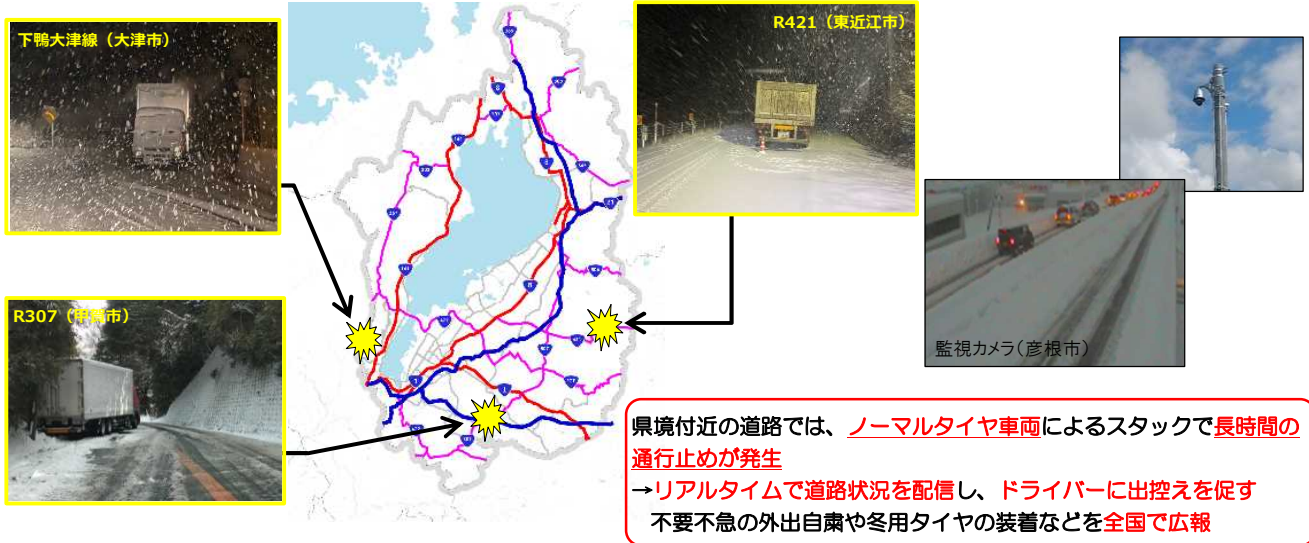 下鴨大津線（大津市）
R421（東近江市）
R307（甲賀市）
監視カメラ（彦根市）
県境付近の道路では、ノーマルタイヤ車両によるスタックで長時間の
通行止めが発生
→リアルタイムで道路状況を配信し、ドライバーに出控えを促す
不要不急の外出自粛や冬用タイヤの装着などを全国で広報